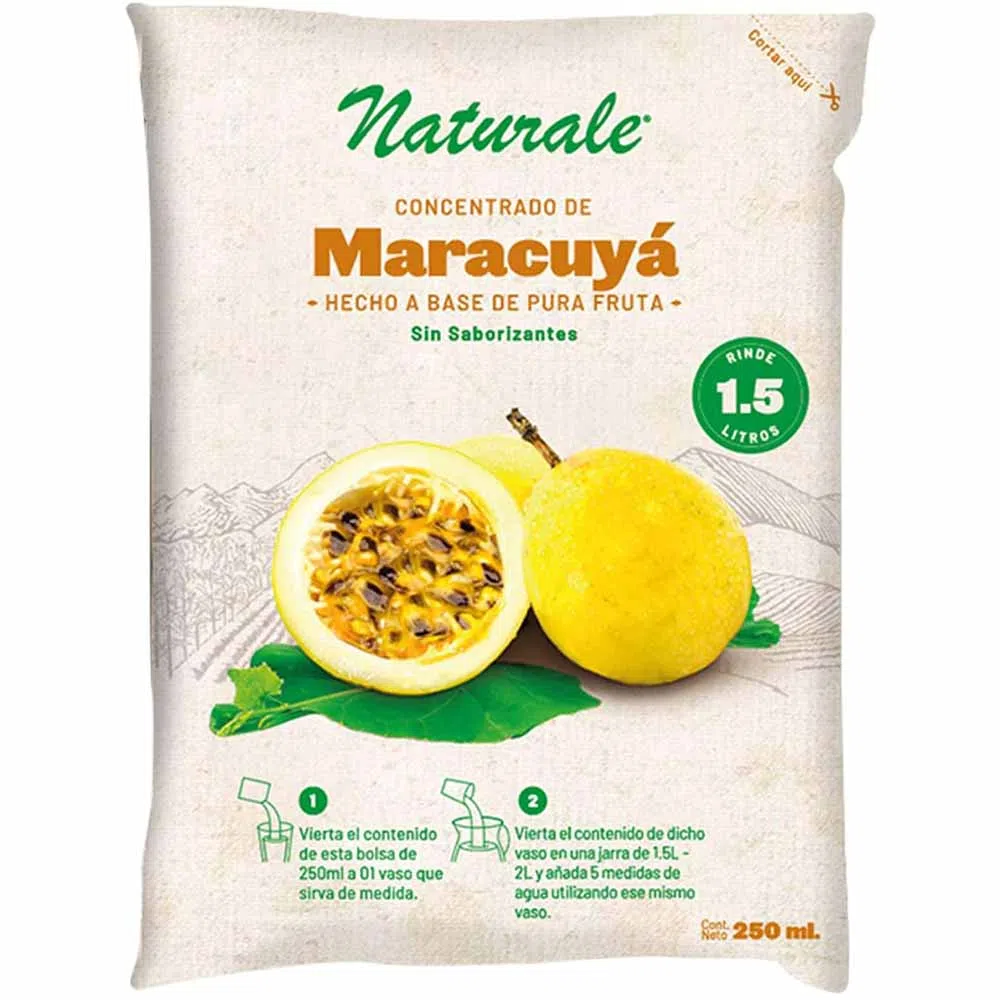 Cortar aquí
Naturale®
CONCENTRADO DE
Maracuyá
HECHO A BASE DE PURA FRUTA
Sin Saborizantes
RINDE
1.5
LITROS
1
Vierta el contenido
de esta bolsa de
250ml a 01 vaso que
sirva de medida.
2
Vierta el contenido de dicho
vaso en una jarra de 1.5L -
2L y añada 5 medidas de
agua utilizando ese mismo
vaso.
Cont.
Neto 250 ml.